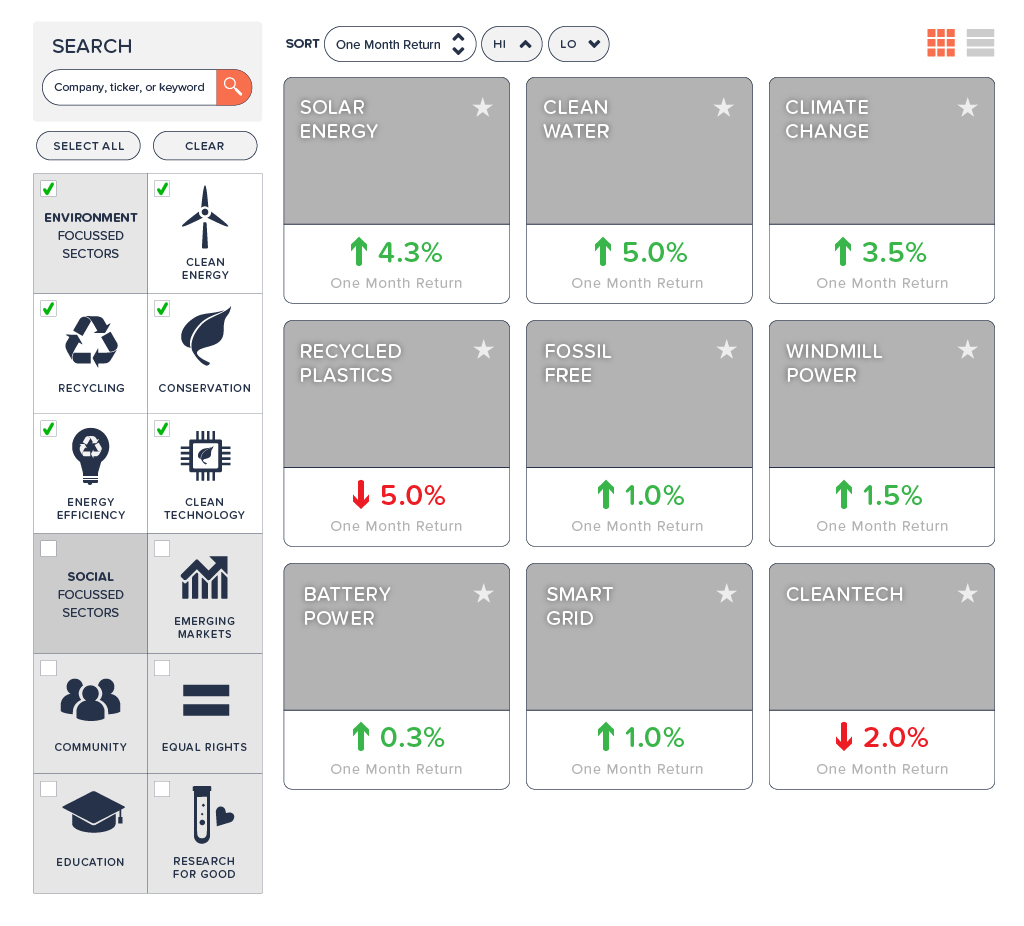 SEARCH
Company, ticker, or keyword
SELECT ALL
CLEAR
ENVIRONMENT
FOCUSSED
SECTORS
CLEAN
ENERGY
RECYCLING
CONSERVATION
ENERGY
EFFICIENCY
CLEAN
TECHNOLOGY
SOCIAL
FOCUSSED
SECTORS
EMERGING
MARKETS
COMMUNITY
EQUAL RIGHTS
EDUCATION
RESEARCH
FOR GOOD
SORT
One Month Return
HI
LO
SOLAR
ENERGY
4.3%
One Month Return
CLEAN
WATER
5.0%
One Month Return
CLIMATE
CHANGE
3.5%
One Month Return
RECYCLED
PLASTICS
5.0%
One Month Return
FOSSIL
FREE
1.0%
One Month Return
WINDMILL
POWER
1.5%
One Month Return
BATTERY
POWER
0.3%
One Month Return
SMART
GRID
1.0%
One Month Return
CLEANTECH
2.0%
One Month Return